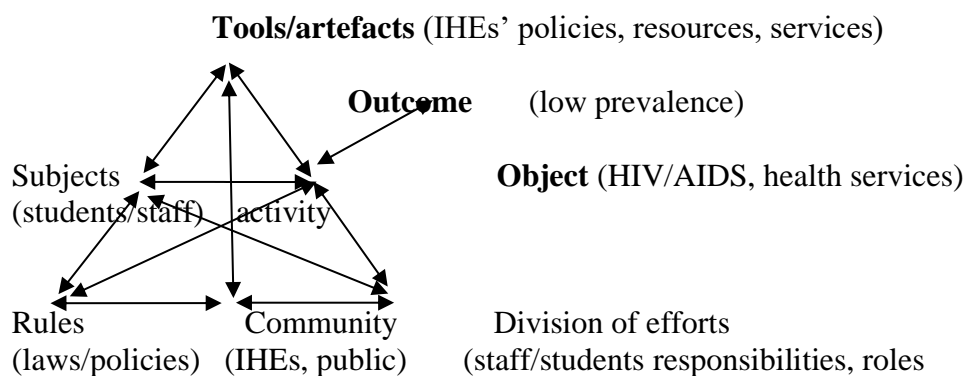 Tools/artefacts (IHEs’ policies, resources, services)
Outcome (low prevalence)
Subjects Object (HIV/AIDS, health services)
(students/staff) activity
Rules Community Division of efforts
(laws/policies) (IHEs, public) (staff/students responsibilities, roles